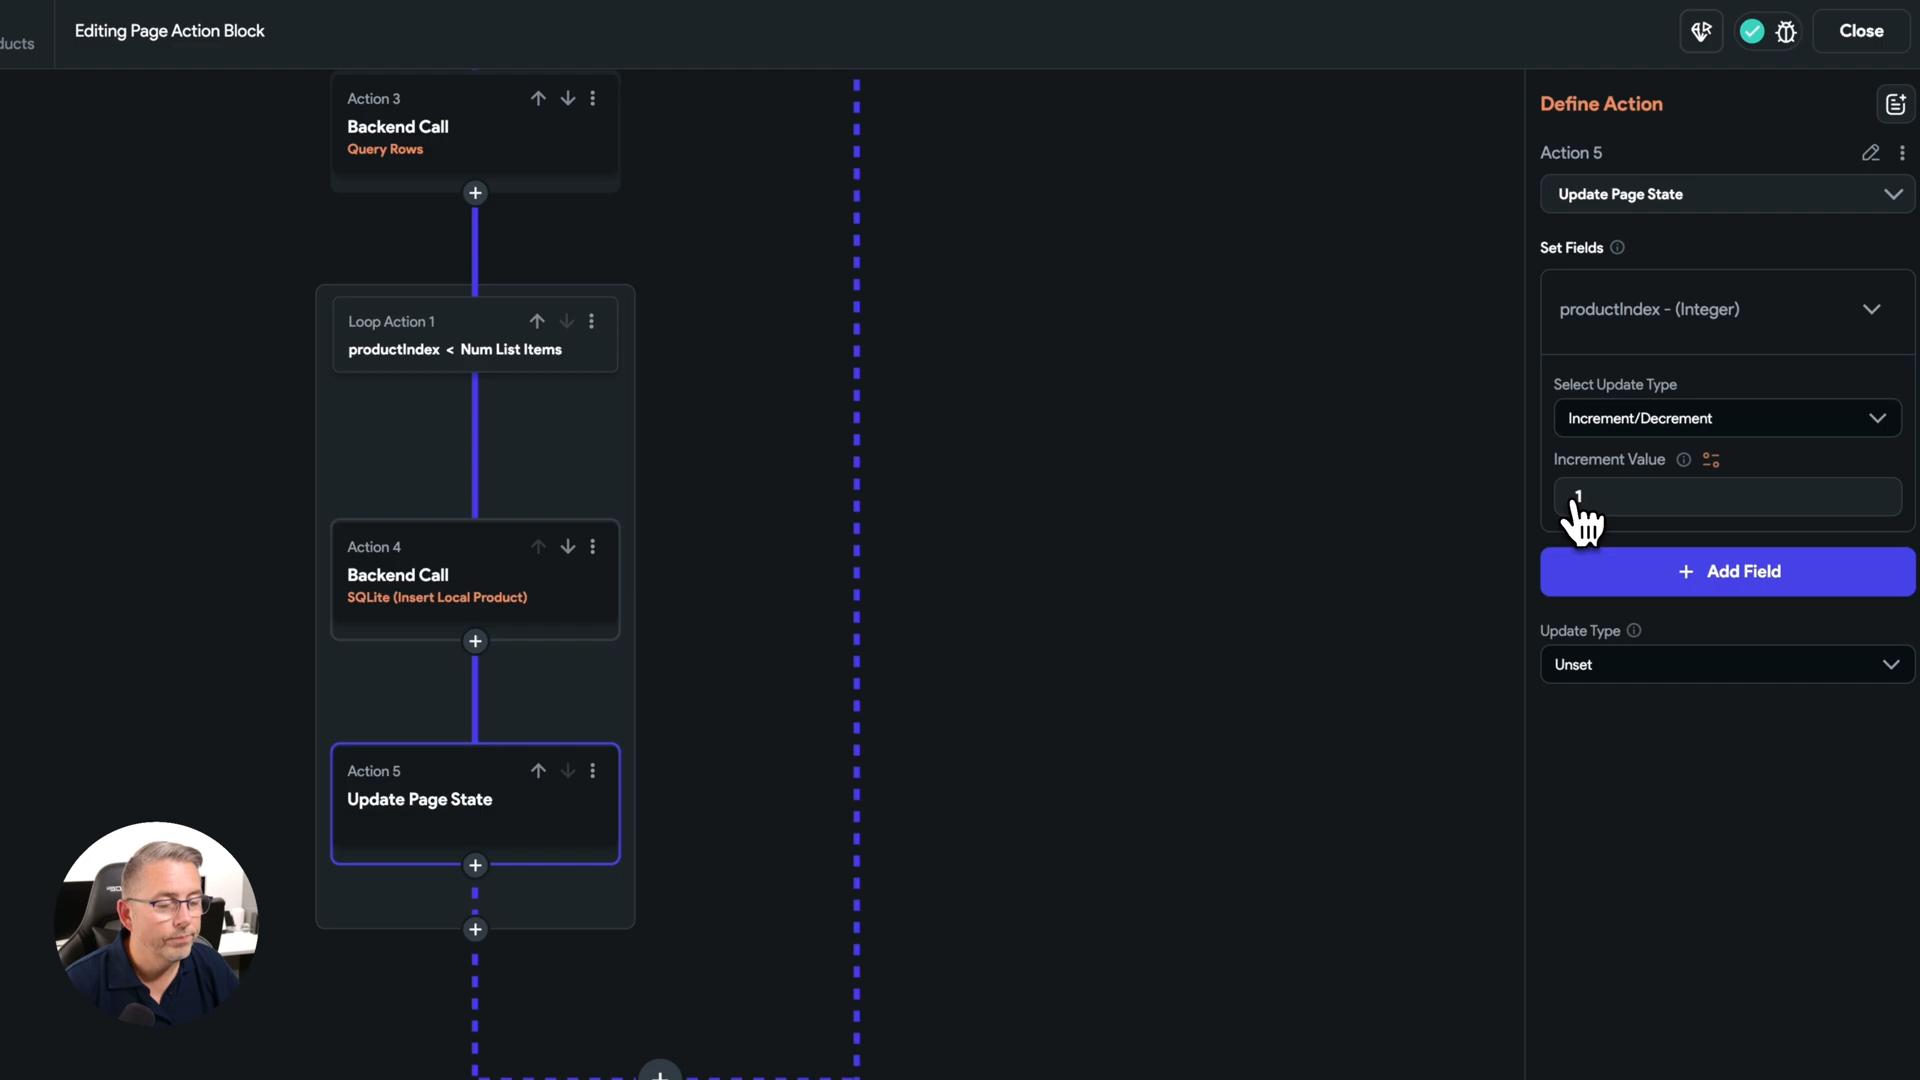 ducts
Editing Page Action Block
Close
Action 3
Backend Call
Query Rows
Loop Action 1
productIndex < Num List Items
Action 4
Backend Call
SQLite (Insert Local Product)
Action 5
Update Page State
Define Action
Action 5
Update Page State
Set Fields
productIndex - (Integer)
Select Update Type
Increment/Decrement
Increment Value
1
+ Add Field
Update Type
Unset